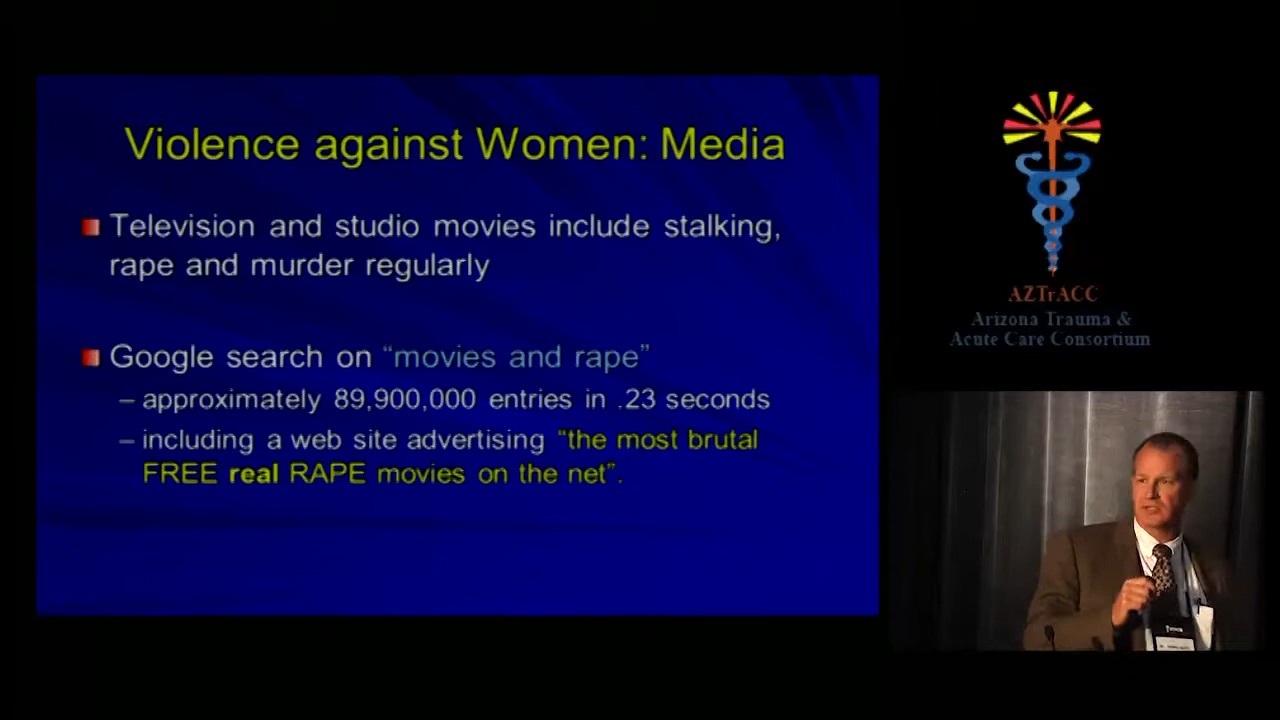 Violence against Women: Media
Television and studio movies include stalking,
rape and murder regularly
Google search on “movies and rape”
– approximately 89,900,000 entries in .23 seconds
– including a web site advertising “the most brutal
FREE real RAPE movies on the net”.
AZTrACC
Arizona Trauma &
Acute Care Consortium